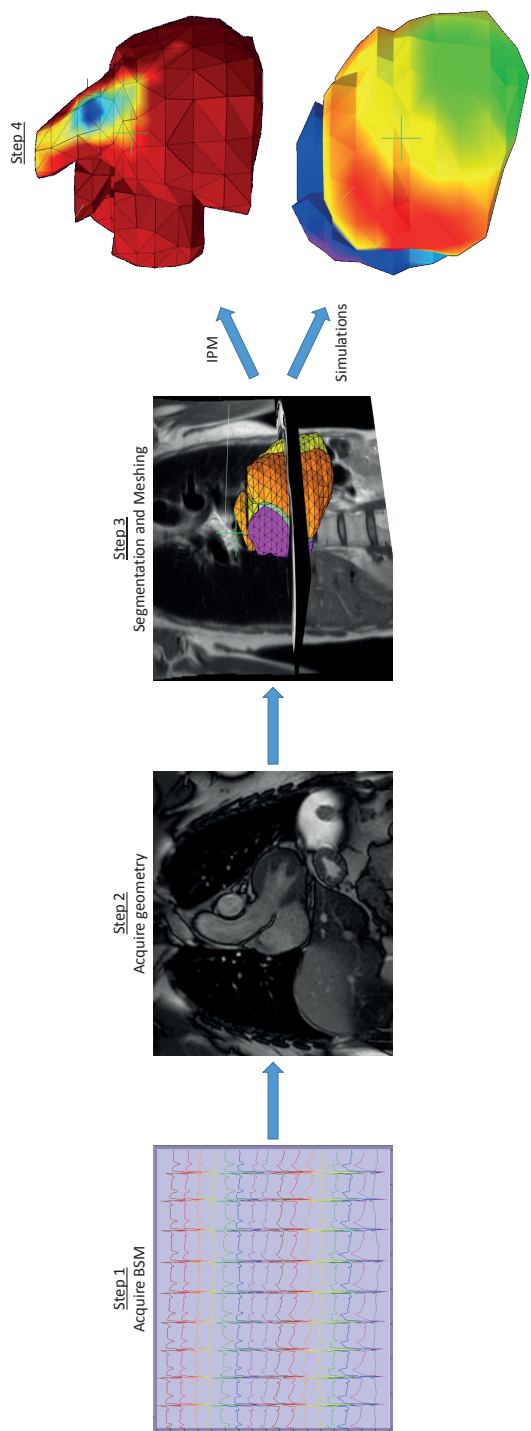 Step 1
Acquire BSM
Step 2
Acquire geometry
Step 3
Segmentation and Meshing
IPM
Simulations
Step 4